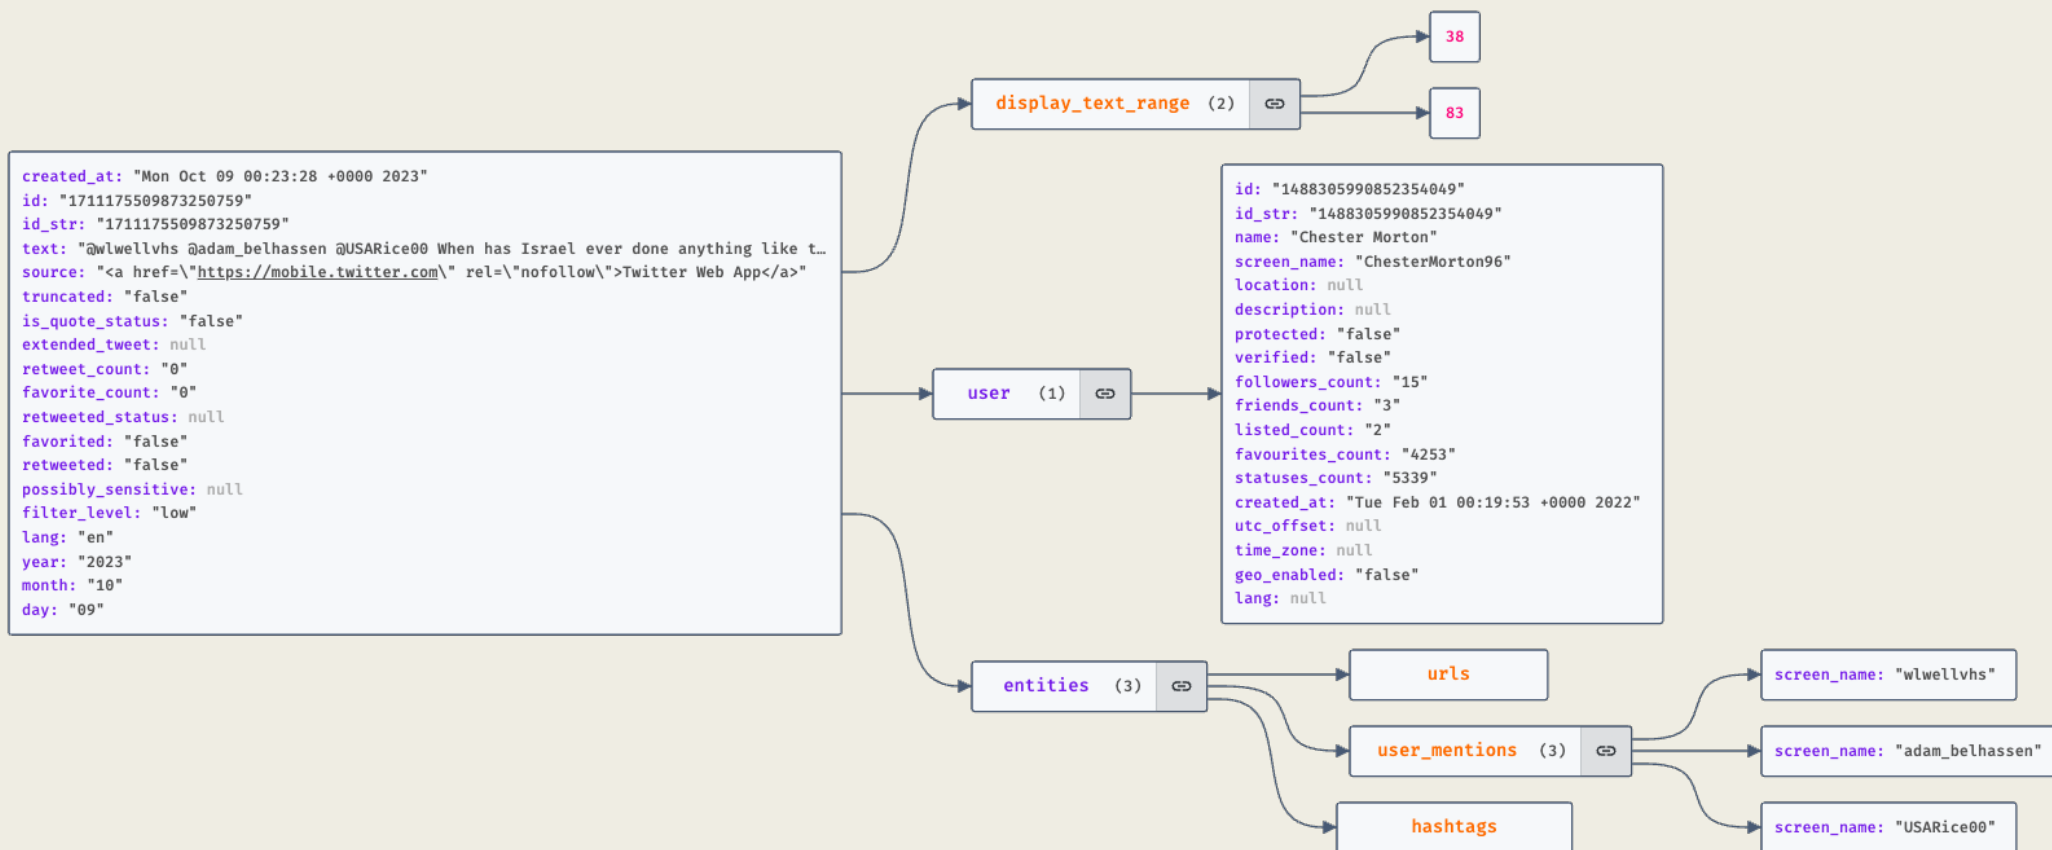 38
display_text_range (2)
83
created_at: "Mon Oct 09 00:23:28 +0000 2023"
id: "1711175509873250759"
id_str: "1711175509873250759"
text: "@wlwellvhs @adam_belhassen @USARice00 When has Israel ever done anything like t…
source: "<a href=\"https://mobile.twitter.com\" rel=\"nofollow\">Twitter Web App</a>"
truncated: "false"
is_quote_status: "false"
extended_tweet: null
retweet_count: "0"
favorite_count: "0"
retweeted_status: null
favorited: "false"
retweeted: "false"
possibly_sensitive: null
filter_level: "low"
lang: "en"
year: "2023"
month: "10"
day: "09"
user (1)
id: "1488305990852354049"
id_str: "1488305990852354049"
name: "Chester Morton"
screen_name: "ChesterMorton96"
location: null
description: null
protected: "false"
verified: "false"
followers_count: "15"
friends_count: "3"
listed_count: "2"
favourites_count: "4253"
statuses_count: "5339"
created_at: "Tue Feb 01 00:19:53 +0000 2022"
utc_offset: null
time_zone: null
geo_enabled: "false"
lang: null
entities (3)
urls
user_mentions (3)
hashtags
screen_name: "wlwellvhs"
screen_name: "adam_belhassen"
screen_name: "USARice00"